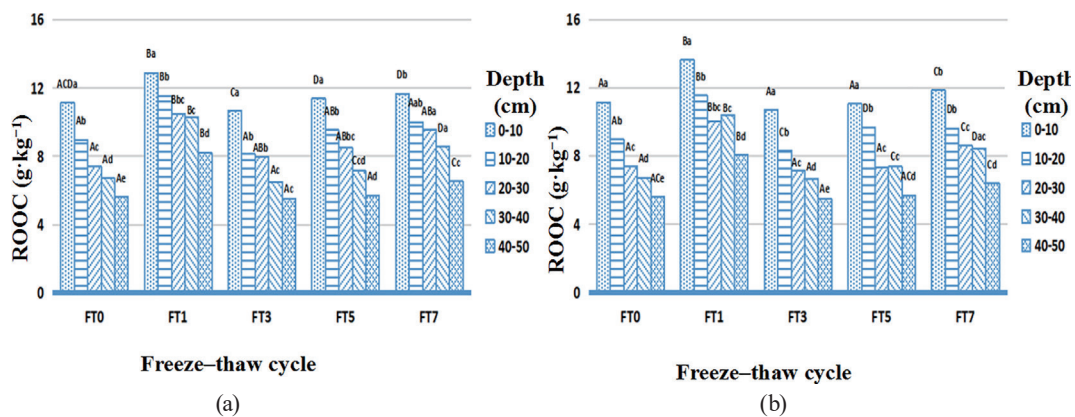 16
12
8
4
0
ROOC (g·kg⁻¹)
ACDa Ab Ac Ad Ae
Ba Bb Bbc Bc Bd
Ca Ab ABb Ac Ac
Da ABb ABbc Ccd Ad
Db Aab ABa Da Cc
FT0 FT1 FT3 FT5 FT7
Freeze–thaw cycle
Depth
(cm)
0-10
10-20
20-30
30-40
40-50
(a)
16
12
8
4
0
ROOC (g·kg⁻¹)
Aa Ab Ac Ad ACe
Ba Bb Bbc Bc Bd
Aa Cb Ac Ad Ae
Aa Db Ac Cc ACd
Cb Db Cc Dac Cd
FT0 FT1 FT3 FT5 FT7
Freeze–thaw cycle
Depth
(cm)
0-10
10-20
20-30
30-40
40-50
(b)